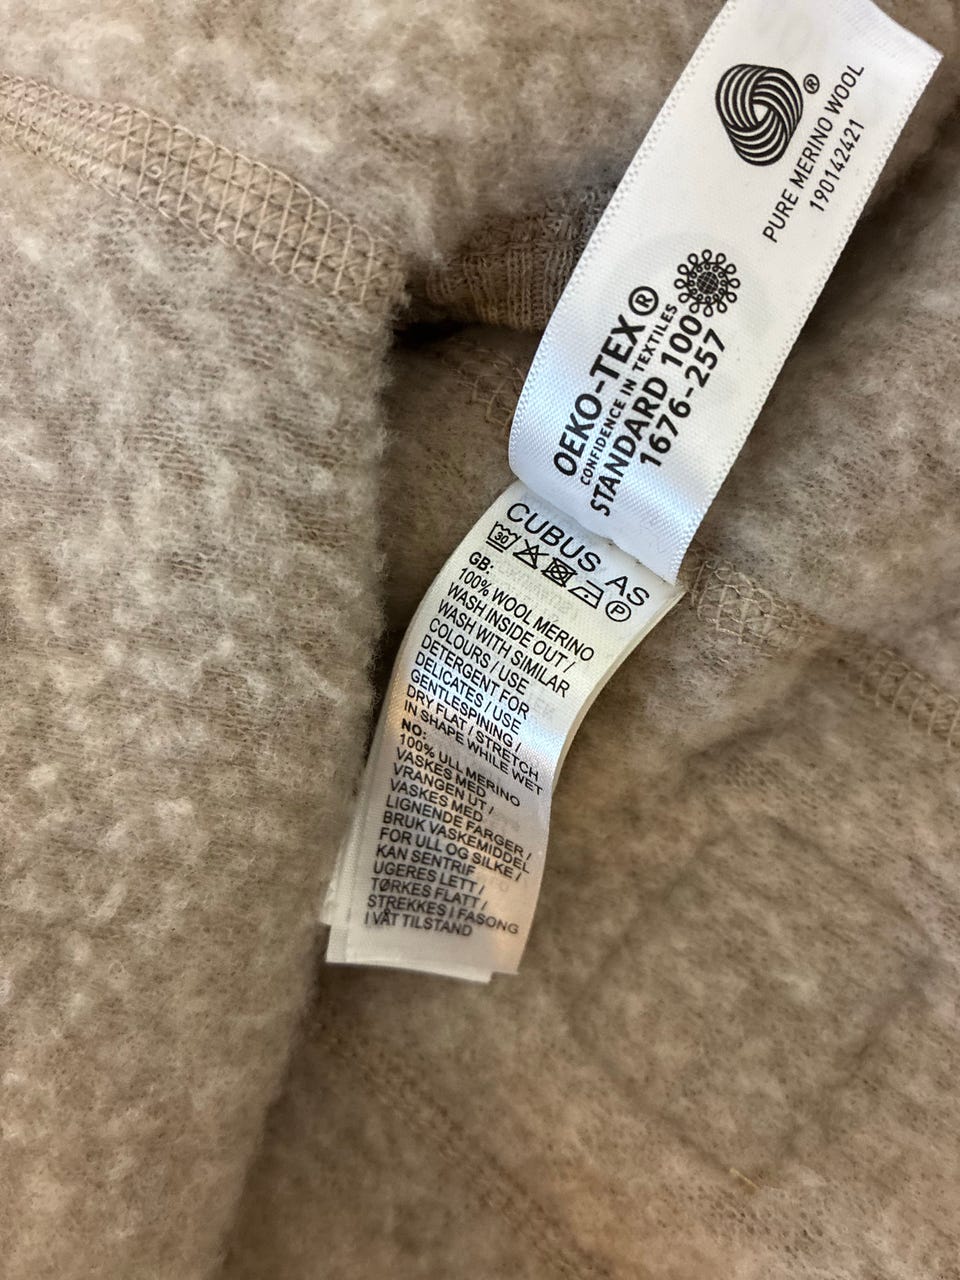 ®
PURE MERINO WOOL
190142421
OEKO-TEX®
CONFIDENCE IN TEXTILES
STANDARD 100
1676-257
CUBUS AS
30
P
GB:
100% WOOL MERINO
WASH INSIDE OUT /
WASH WITH SIMILAR
COLOURS / USE
DETERGENT FOR
DELICATES / USE
GENTLESPINING /
DRY FLAT / STRETCH
IN SHAPE WHILE WET
NO:
100% ULL MERINO
VASKES MED
VRANGEN UT /
VASKES MED
LIGNENDE FARGER /
BRUK VASKEMIDDEL
FOR ULL OG SILKE /
KAN SENTRIF
UGERES LETT /
TØRKES FLATT /
STREKKES I FASONG
I VÅT TILSTAND